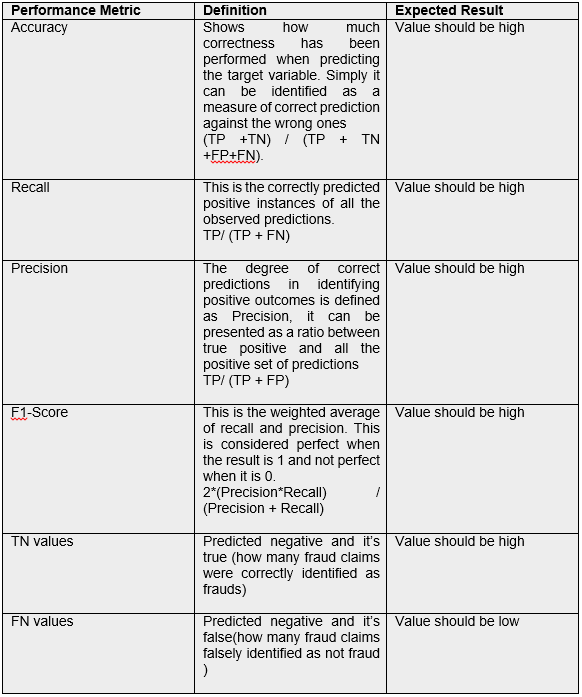 Performance Metric Definition Expected Result
Accuracy Shows how much Value should be high
correctness has been
performed when predicting
the target variable. Simply it
can be identified as a
measure of correct prediction
against the wrong ones
(TP +TN) / (TP + TN
+FP+FN).
Recall This is the correctly predicted Value should be high
positive instances of all the
observed predictions.
TP/ (TP + FN)
Precision The degree of correct Value should be high
predictions in identifying
positive outcomes is defined
as Precision, it can be
presented as a ratio between
true positive and all the
positive set of predictions
TP/ (TP + FP)
F1-Score This is the weighted average Value should be high
of recall and precision. This
is considered perfect when
the result is 1 and not perfect
when it is 0.
2*(Precision*Recall) /
(Precision + Recall)
TN values Predicted negative and it's Value should be high
true (how many fraud claims
were correctly identified as
frauds)
FN values Predicted negative and it's Value should be low
false(how many fraud claims
falsely identified as not fraud
)